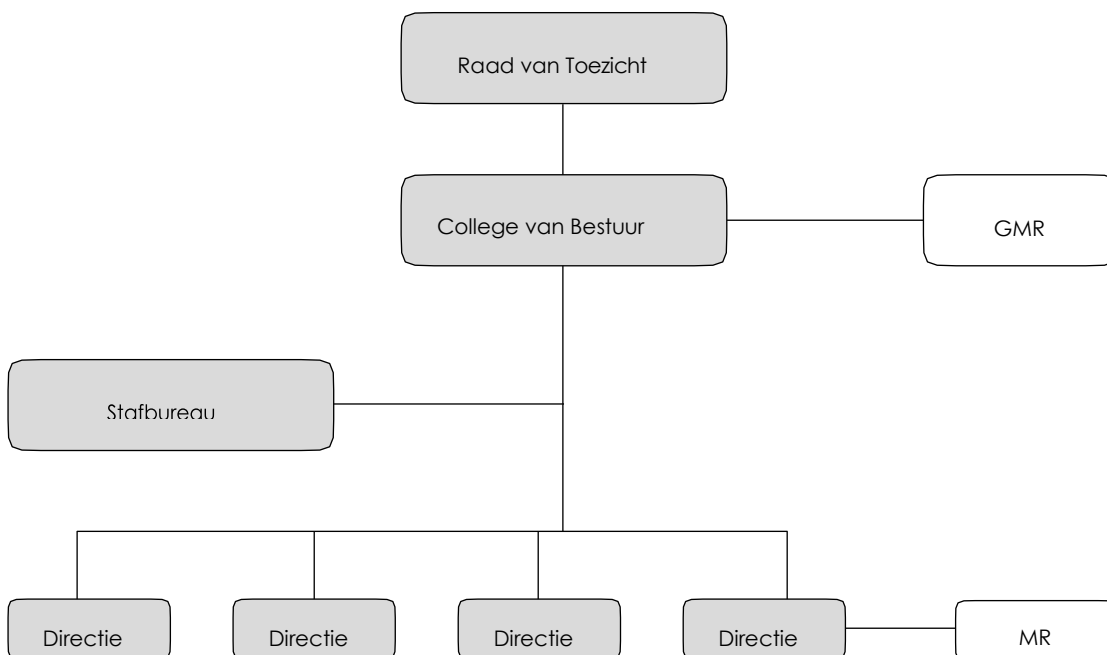 Raad van Toezicht
College van Bestuur
GMR
Stafbureau
Directie
Directie
Directie
Directie
MR